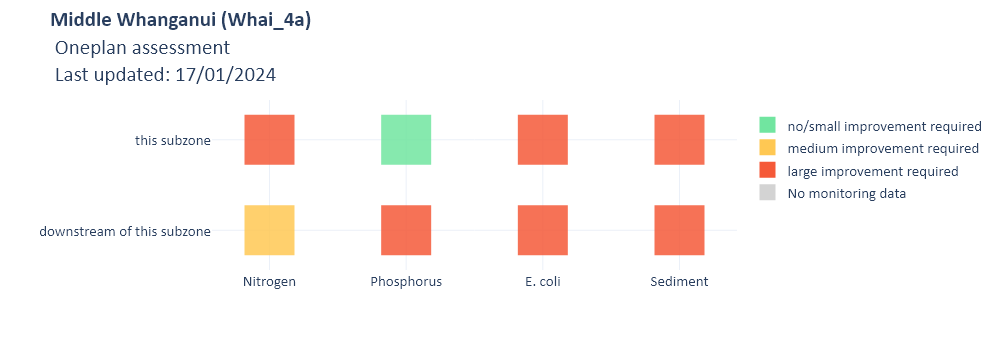 Middle Whanganui (Whai_4a)
Oneplan assessment
Last updated: 17/01/2024
this subzone
downstream of this subzone
Nitrogen
Phosphorus
E. coli
Sediment
no/small improvement required
medium improvement required
large improvement required
No monitoring data